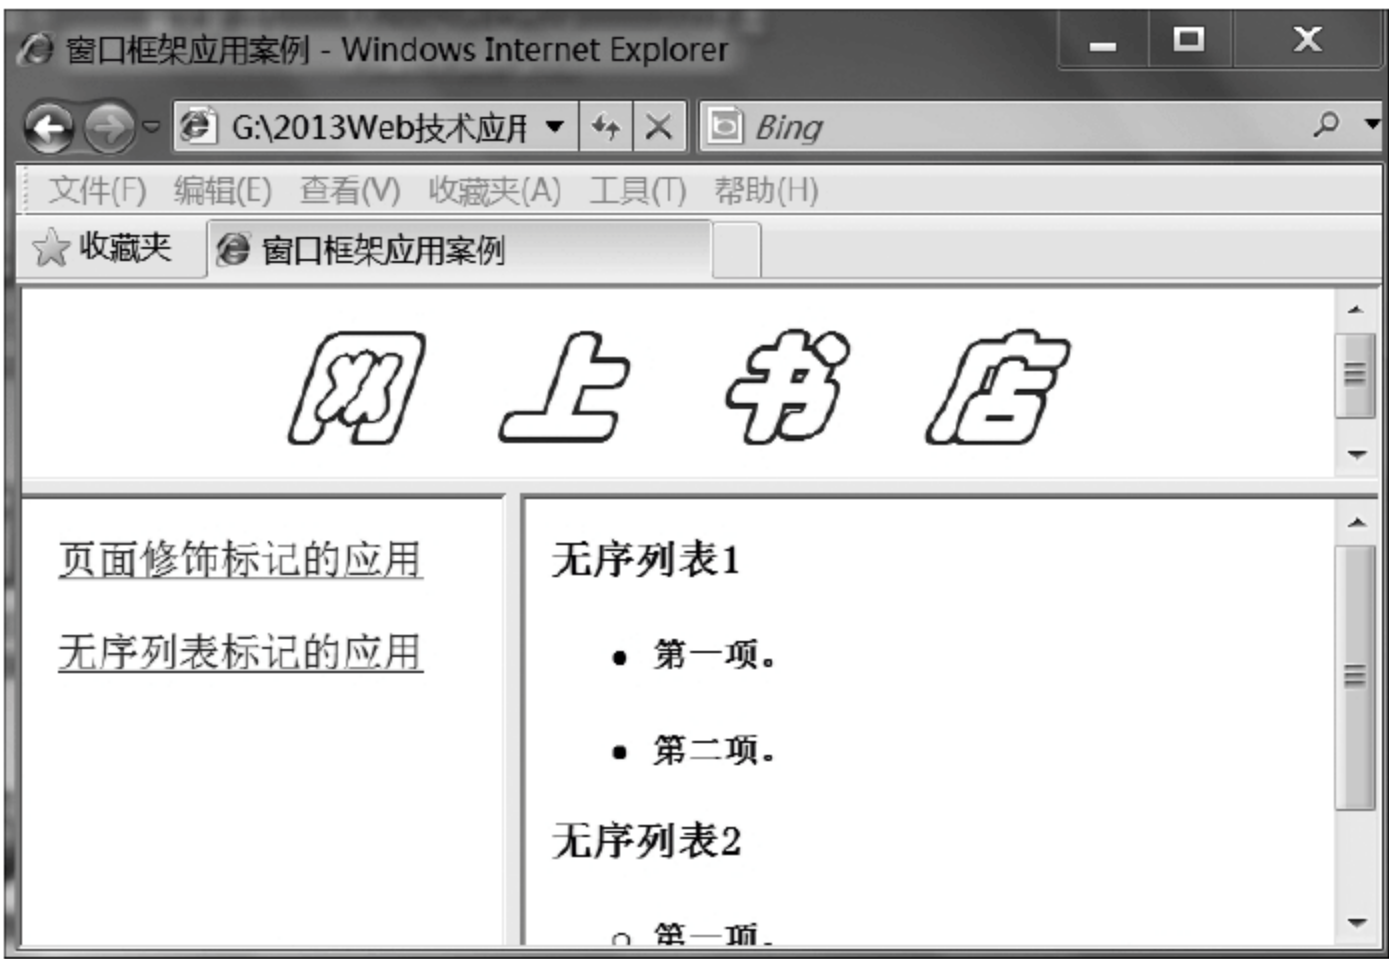 窗口框架应用案例 - Windows Internet Explorer
G:\2013Web技术应用
Bing
文件(F) 编辑(E) 查看(V) 收藏夹(A) 工具(T) 帮助(H)
收藏夹 窗口框架应用案例
网上书店
页面修饰标记的应用
无序列表标记的应用
无序列表1
第一项。
第二项。
无序列表2
第一项。